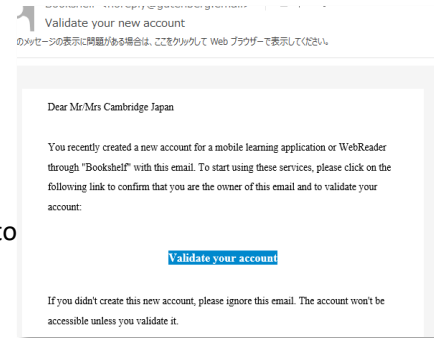 Validate your new account
のメッセージの表示に問題がある場合は、ここをクリックして Web ブラウザーで表示してください。
Dear Mr/Mrs Cambridge Japan
You recently created a new account for a mobile learning application or WebReader
through "Bookshelf" with this email. To start using these services, please click on the
following link to confirm that you are the owner of this email and to validate your
account:
to
Validate your account
If you didn't create this new account, please ignore this email. The account won't be
accessible unless you validate it.